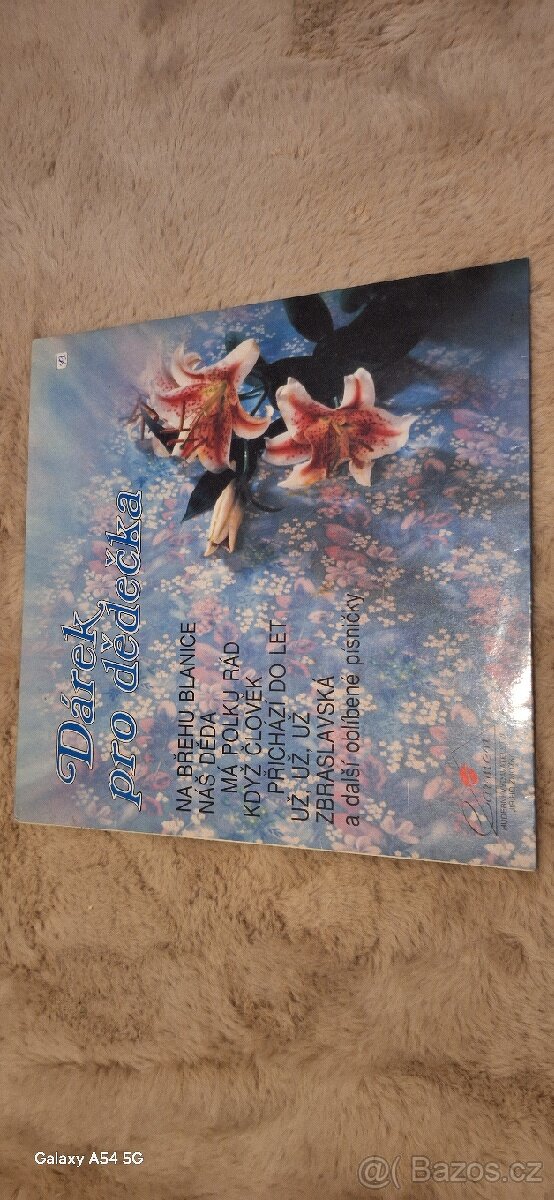 Dárek
pro dědečka
NA BŘEHU BLANICE
NÁŠ DĚDA
MÁ POLKU RÁD
KDYŽ ČLOVĚK
PŘICHÁZÍ DO LET
UŽ, UŽ, UŽ
ZBRASLAVSKÁ
a další oblíbené písničky
Galaxy A54 5G
@( Bazoš.cz